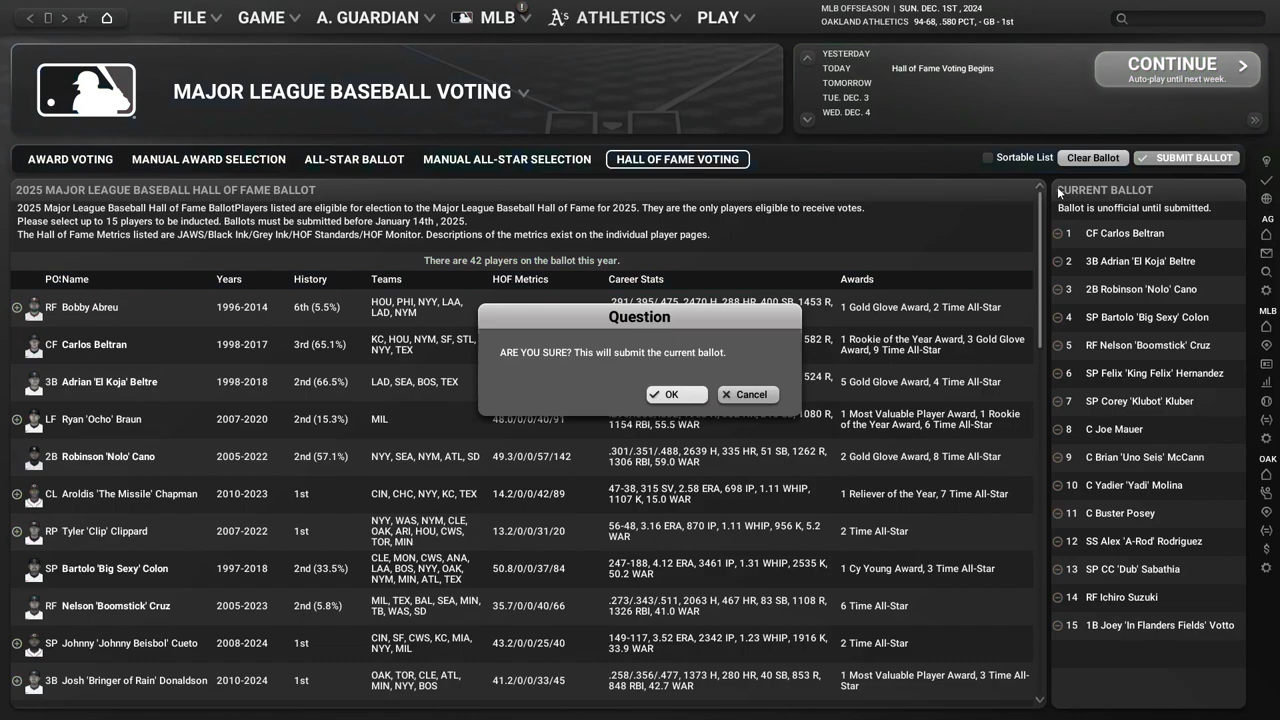 FILE GAME A. GUARDIAN MLB ATHLETICS PLAY
MLB OFFSEASON | SUN. DEC. 1ST , 2024
OAKLAND ATHLETICS 94-68, .580 PCT, - GB - 1st
MAJOR LEAGUE BASEBALL VOTING
YESTERDAY
TODAY Hall of Fame Voting Begins
TOMORROW
TUE. DEC. 3
WED. DEC. 4
CONTINUE
Auto-play until next week.
AWARD VOTING MANUAL AWARD SELECTION ALL-STAR BALLOT MANUAL ALL-STAR SELECTION HALL OF FAME VOTING
Sortable List Clear Ballot SUBMIT BALLOT
2025 MAJOR LEAGUE BASEBALL HALL OF FAME BALLOT
2025 Major League Baseball Hall of Fame BallotPlayers listed are eligible for election to the Major League Baseball Hall of Fame for 2025. They are the only players eligible to receive votes.
Please select up to 15 players to be inducted. Ballots must be submitted before January 14th , 2025.
The Hall of Fame Metrics listed are JAWS/Black Ink/Grey Ink/HOF Standards/HOF Monitor. Descriptions of the metrics exist on the individual player pages.
There are 42 players on the ballot this year.
Name Years History Teams HOF Metrics Career Stats Awards
RF Bobby Abreu 1996-2014 6th (5.5%) HOU, PHI, NYY, LAA,
LAD, NYM
.291/.395/.475, 2470 H, 288 HR, 400 SB, 1453 R,
1 Gold Glove Award, 2 Time All-Star
CF Carlos Beltran 1998-2017 3rd (65.1%) KC, HOU, NYM, SF, STL,
NYY, TEX
582 R,
1 Rookie of the Year Award, 3 Gold Glove
Award, 9 Time All-Star
3B Adrian 'El Koja' Beltre 1998-2018 2nd (66.5%) LAD, SEA, BOS, TEX
524 R,
5 Gold Glove Award, 4 Time All-Star
LF Ryan 'Ocho' Braun 2007-2020 2nd (15.3%) MIL 48.0/0/0/40/91
1080 R,
1154 RBI, 55.5 WAR
1 Most Valuable Player Award, 1 Rookie
of the Year Award, 6 Time All-Star
2B Robinson 'Nolo' Cano 2005-2022 2nd (57.1%) NYY, SEA, NYM, ATL, SD 49.3/0/0/57/142
.301/.351/.488, 2639 H, 335 HR, 51 SB, 1262 R,
1306 RBI, 59.0 WAR
2 Gold Glove Award, 8 Time All-Star
CL Aroldis 'The Missile' Chapman 2010-2023 1st CIN, CHC, NYY, KC, TEX 14.2/0/0/42/89
47-38, 315 SV, 2.58 ERA, 698 IP, 1.11 WHIP,
1107 K, 15.0 WAR
1 Reliever of the Year, 7 Time All-Star
RP Tyler 'Clip' Clippard 2007-2022 1st NYY, WAS, NYM, CLE,
OAK, ARI, HOU, CWS,
TOR, MIN
13.2/0/0/31/20
56-48, 3.16 ERA, 870 IP, 1.11 WHIP, 956 K, 5.2
WAR
2 Time All-Star
SP Bartolo 'Big Sexy' Colon 1997-2018 2nd (33.5%) CLE, MON, CWS, ANA,
LAA, BOS, NYY, OAK,
NYM, MIN, ATL, TEX
50.8/0/0/37/84
247-188, 4.12 ERA, 3461 IP, 1.31 WHIP, 2535 K,
50.2 WAR
1 Cy Young Award, 3 Time All-Star
RF Nelson 'Boomstick' Cruz 2005-2023 2nd (5.8%) MIL, TEX, BAL, SEA, MIN,
TB, WAS, SD
35.7/0/0/40/66
.273/.343/.511, 2063 H, 467 HR, 83 SB, 1108 R,
1326 RBI, 41.0 WAR
6 Time All-Star
SP Johnny 'Johnny Beisbol' Cueto 2008-2024 1st CIN, SF, CWS, KC, MIA,
NYY, MIL
43.2/0/0/25/40
149-117, 3.52 ERA, 2342 IP, 1.23 WHIP, 1916 K,
33.9 WAR
2 Time All-Star
3B Josh 'Bringer of Rain' Donaldson 2010-2024 1st OAK, TOR, CLE, ATL,
MIN, NYY, BOS
41.2/0/0/33/45
.258/.356/.477, 1373 H, 280 HR, 40 SB, 853 R,
848 RBI, 42.7 WAR
1 Most Valuable Player Award, 3 Time All-
Star
Question
ARE YOU SURE? This will submit the current ballot.
OK Cancel
CURRENT BALLOT
Ballot is unofficial until submitted.
1 CF Carlos Beltran
2 3B Adrian 'El Koja' Beltre
3 2B Robinson 'Nolo' Cano
4 SP Bartolo 'Big Sexy' Colon
5 RF Nelson 'Boomstick' Cruz
6 SP Felix 'King Felix' Hernandez
7 SP Corey 'Klubot' Kluber
8 C Joe Mauer
9 C Brian 'Uno Seis' McCann
10 C Yadier 'Yadi' Molina
11 C Buster Posey
12 SS Alex 'A-Rod' Rodriguez
13 SP CC 'Dub' Sabathia
14 RF Ichiro Suzuki
15 1B Joey 'In Flanders Fields' Votto
AG
MLB
OAK